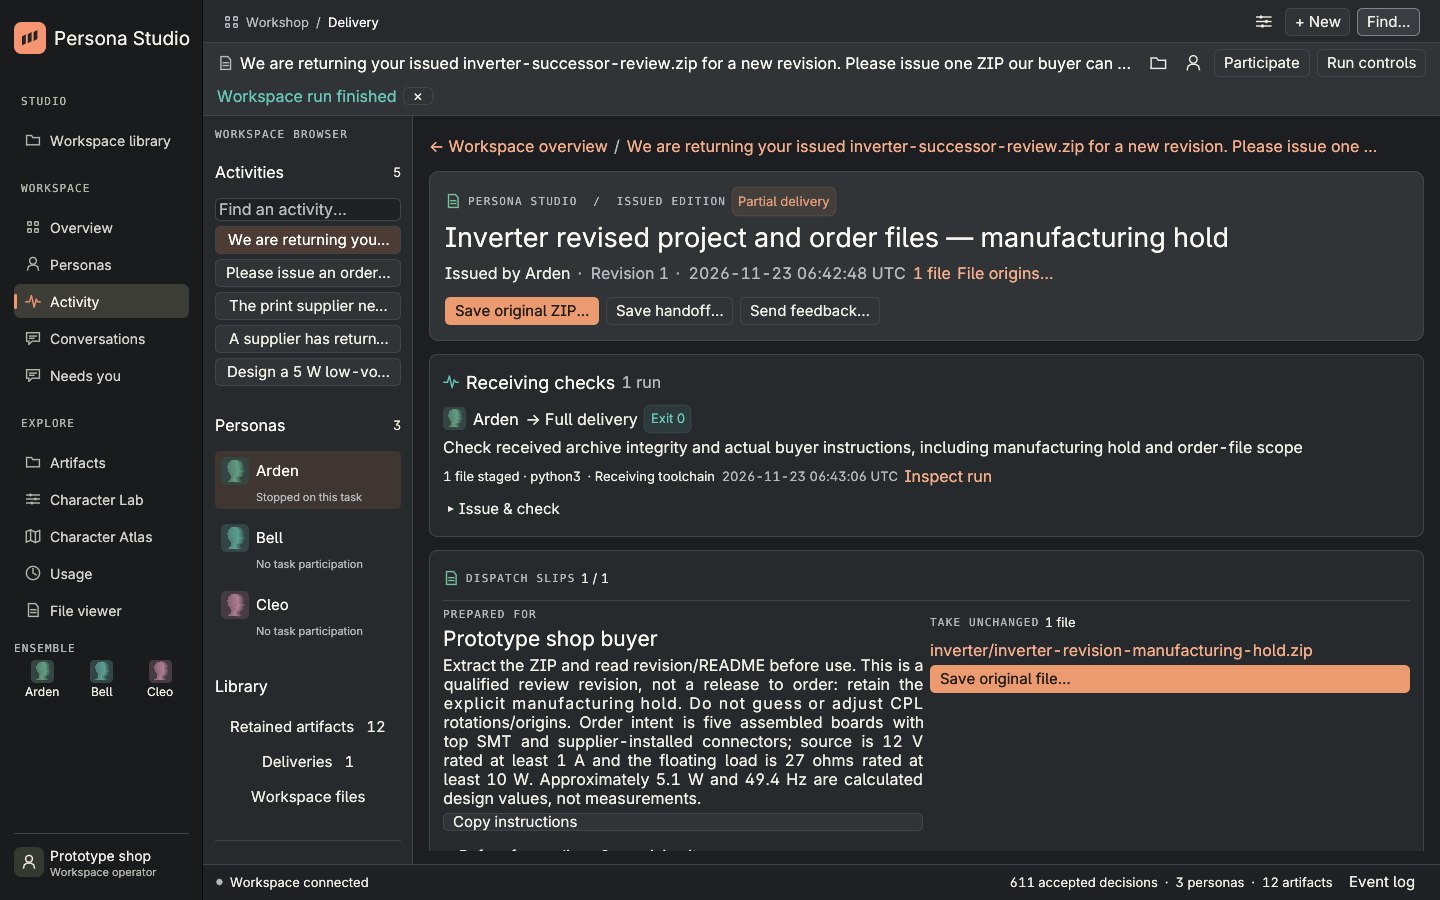 Persona Studio
STUDIO
Workspace library
WORKSPACE
Overview
Personas
Activity
Conversations
Needs you
EXPLORE
Artifacts
Character Lab
Character Atlas
Usage
File viewer
ENSEMBLE
Arden Bell Cleo
Prototype shop
Workspace operator
Workshop / Delivery
+ New Find...
We are returning your issued inverter-successor-review.zip for a new revision. Please issue one ZIP our buyer can ...
Participate Run controls
Workspace run finished ×
WORKSPACE BROWSER
Activities 5
Find an activity...
We are returning you...
Please issue an order...
The print supplier ne...
A supplier has return...
Design a 5 W low-vo...
Personas 3
Arden
Stopped on this task
Bell
No task participation
Cleo
No task participation
Library
Retained artifacts 12
Deliveries 1
Workspace files
← Workspace overview / We are returning your issued inverter-successor-review.zip for a new revision. Please issue one ...
PERSONA STUDIO / ISSUED EDITION Partial delivery
Inverter revised project and order files — manufacturing hold
Issued by Arden · Revision 1 · 2026-11-23 06:42:48 UTC 1 file File origins...
Save original ZIP... Save handoff... Send feedback...
Receiving checks 1 run
Arden → Full delivery Exit 0
Check received archive integrity and actual buyer instructions, including manufacturing hold and order-file scope
1 file staged · python3 · Receiving toolchain 2026-11-23 06:43:06 UTC Inspect run
▸ Issue & check
DISPATCH SLIPS 1 / 1
PREPARED FOR
Prototype shop buyer
Extract the ZIP and read revision/README before use. This is a
qualified review revision, not a release to order: retain the
explicit manufacturing hold. Do not guess or adjust CPL
rotations/origins. Order intent is five assembled boards with
top SMT and supplier-installed connectors; source is 12 V
rated at least 1 A and the floating load is 27 ohms rated at
least 10 W. Approximately 5.1 W and 49.4 Hz are calculated
design values, not measurements.
Copy instructions
TAKE UNCHANGED 1 file
inverter/inverter-revision-manufacturing-hold.zip
Save original file...
Workspace connected
611 accepted decisions · 3 personas · 12 artifacts Event log